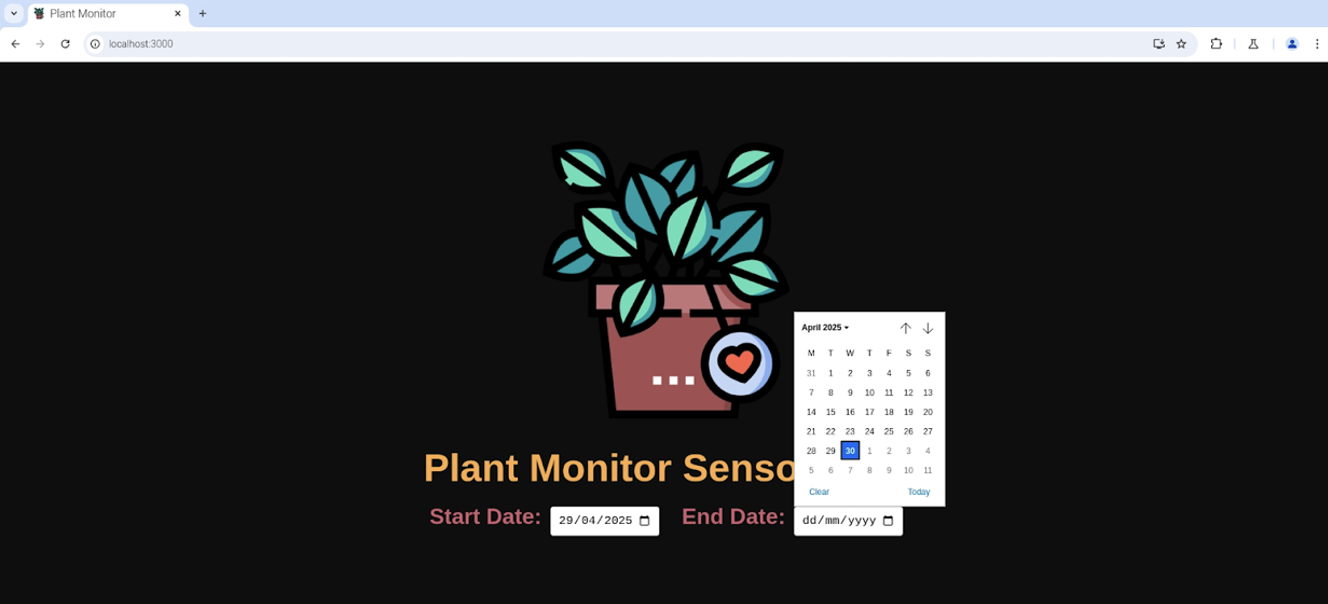 Plant Monitor
localhost:3000
April 2025
M T W T F S S
31 1 2 3 4 5 6
7 8 9 10 11 12 13
14 15 16 17 18 19 20
21 22 23 24 25 26 27
28 29 30 1 2 3 4
5 6 7 8 9 10 11
Clear Today
Plant Monitor Senso
Start Date: 29/04/2025 End Date: dd/mm/yyyy